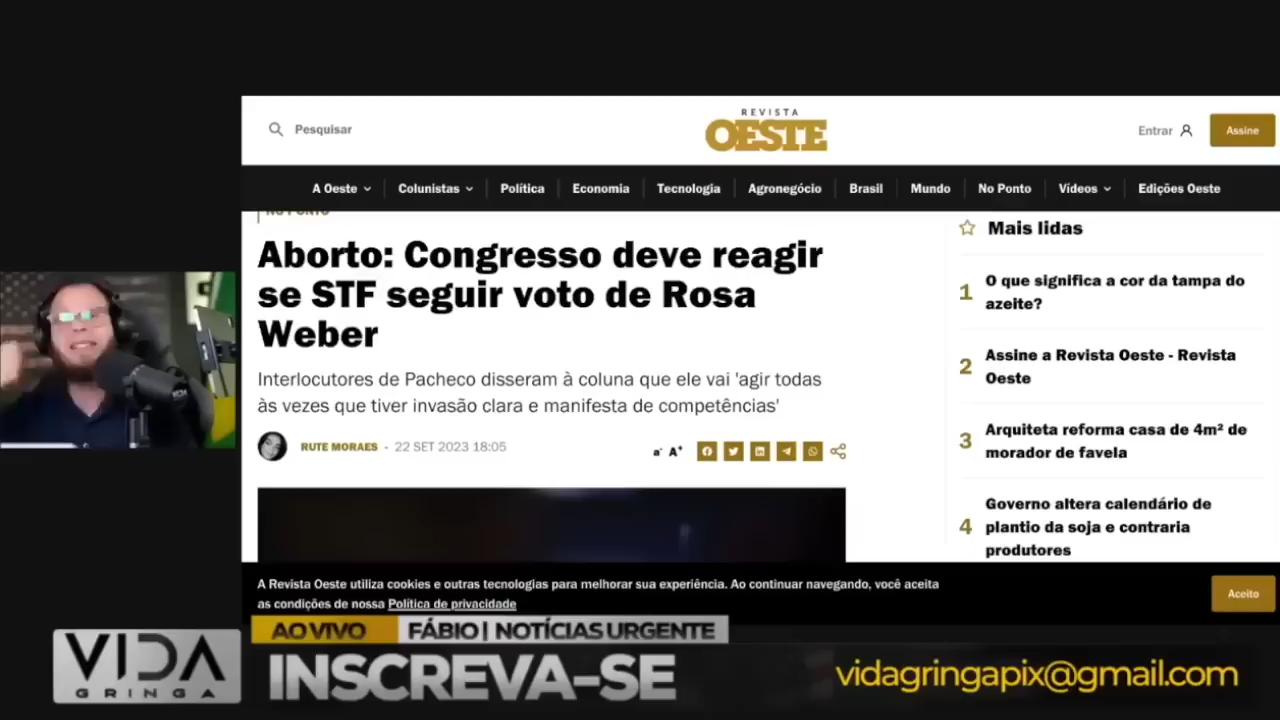 Pesquisar
REVISTA
OESTE
Entrar
Assine
A Oeste
Colunistas
Política
Economia
Tecnologia
Agronegócio
Brasil
Mundo
No Ponto
Vídeos
Edições Oeste
NO PONTO
Aborto: Congresso deve reagir
se STF seguir voto de Rosa
Weber
Interlocutores de Pacheco disseram à coluna que ele vai 'agir todas
às vezes que tiver invasão clara e manifesta de competências'
RUTE MORAES - 22 SET 2023 18:05
a- A+
Mais lidas
1
O que significa a cor da tampa do
azeite?
2
Assine a Revista Oeste - Revista
Oeste
3
Arquiteta reforma casa de 4m² de
morador de favela
4
Governo altera calendário de
plantio da soja e contraria
produtores
A Revista Oeste utiliza cookies e outras tecnologias para melhorar sua experiência. Ao continuar navegando, você aceita
as condições de nossa Política de privacidade
Aceito
AO VIVO
FÁBIO | NOTÍCIAS URGENTE
VIDA
GRINGA
INSCREVA-SE
vidagringapix@gmail.com